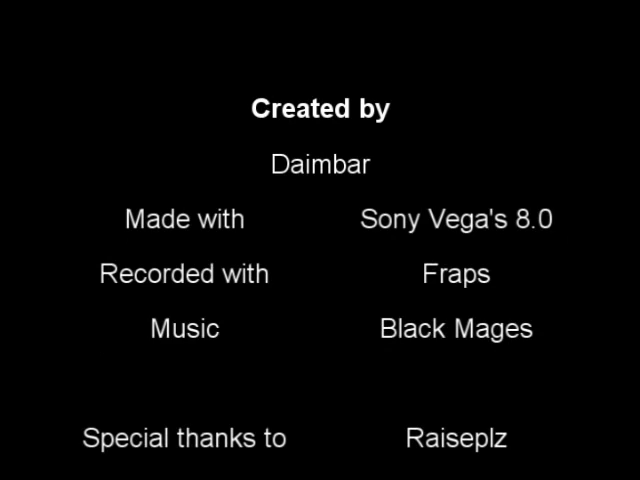 Created by
Daimbar
Made with Sony Vega's 8.0
Recorded with Fraps
Music Black Mages
Special thanks to Raiseplz